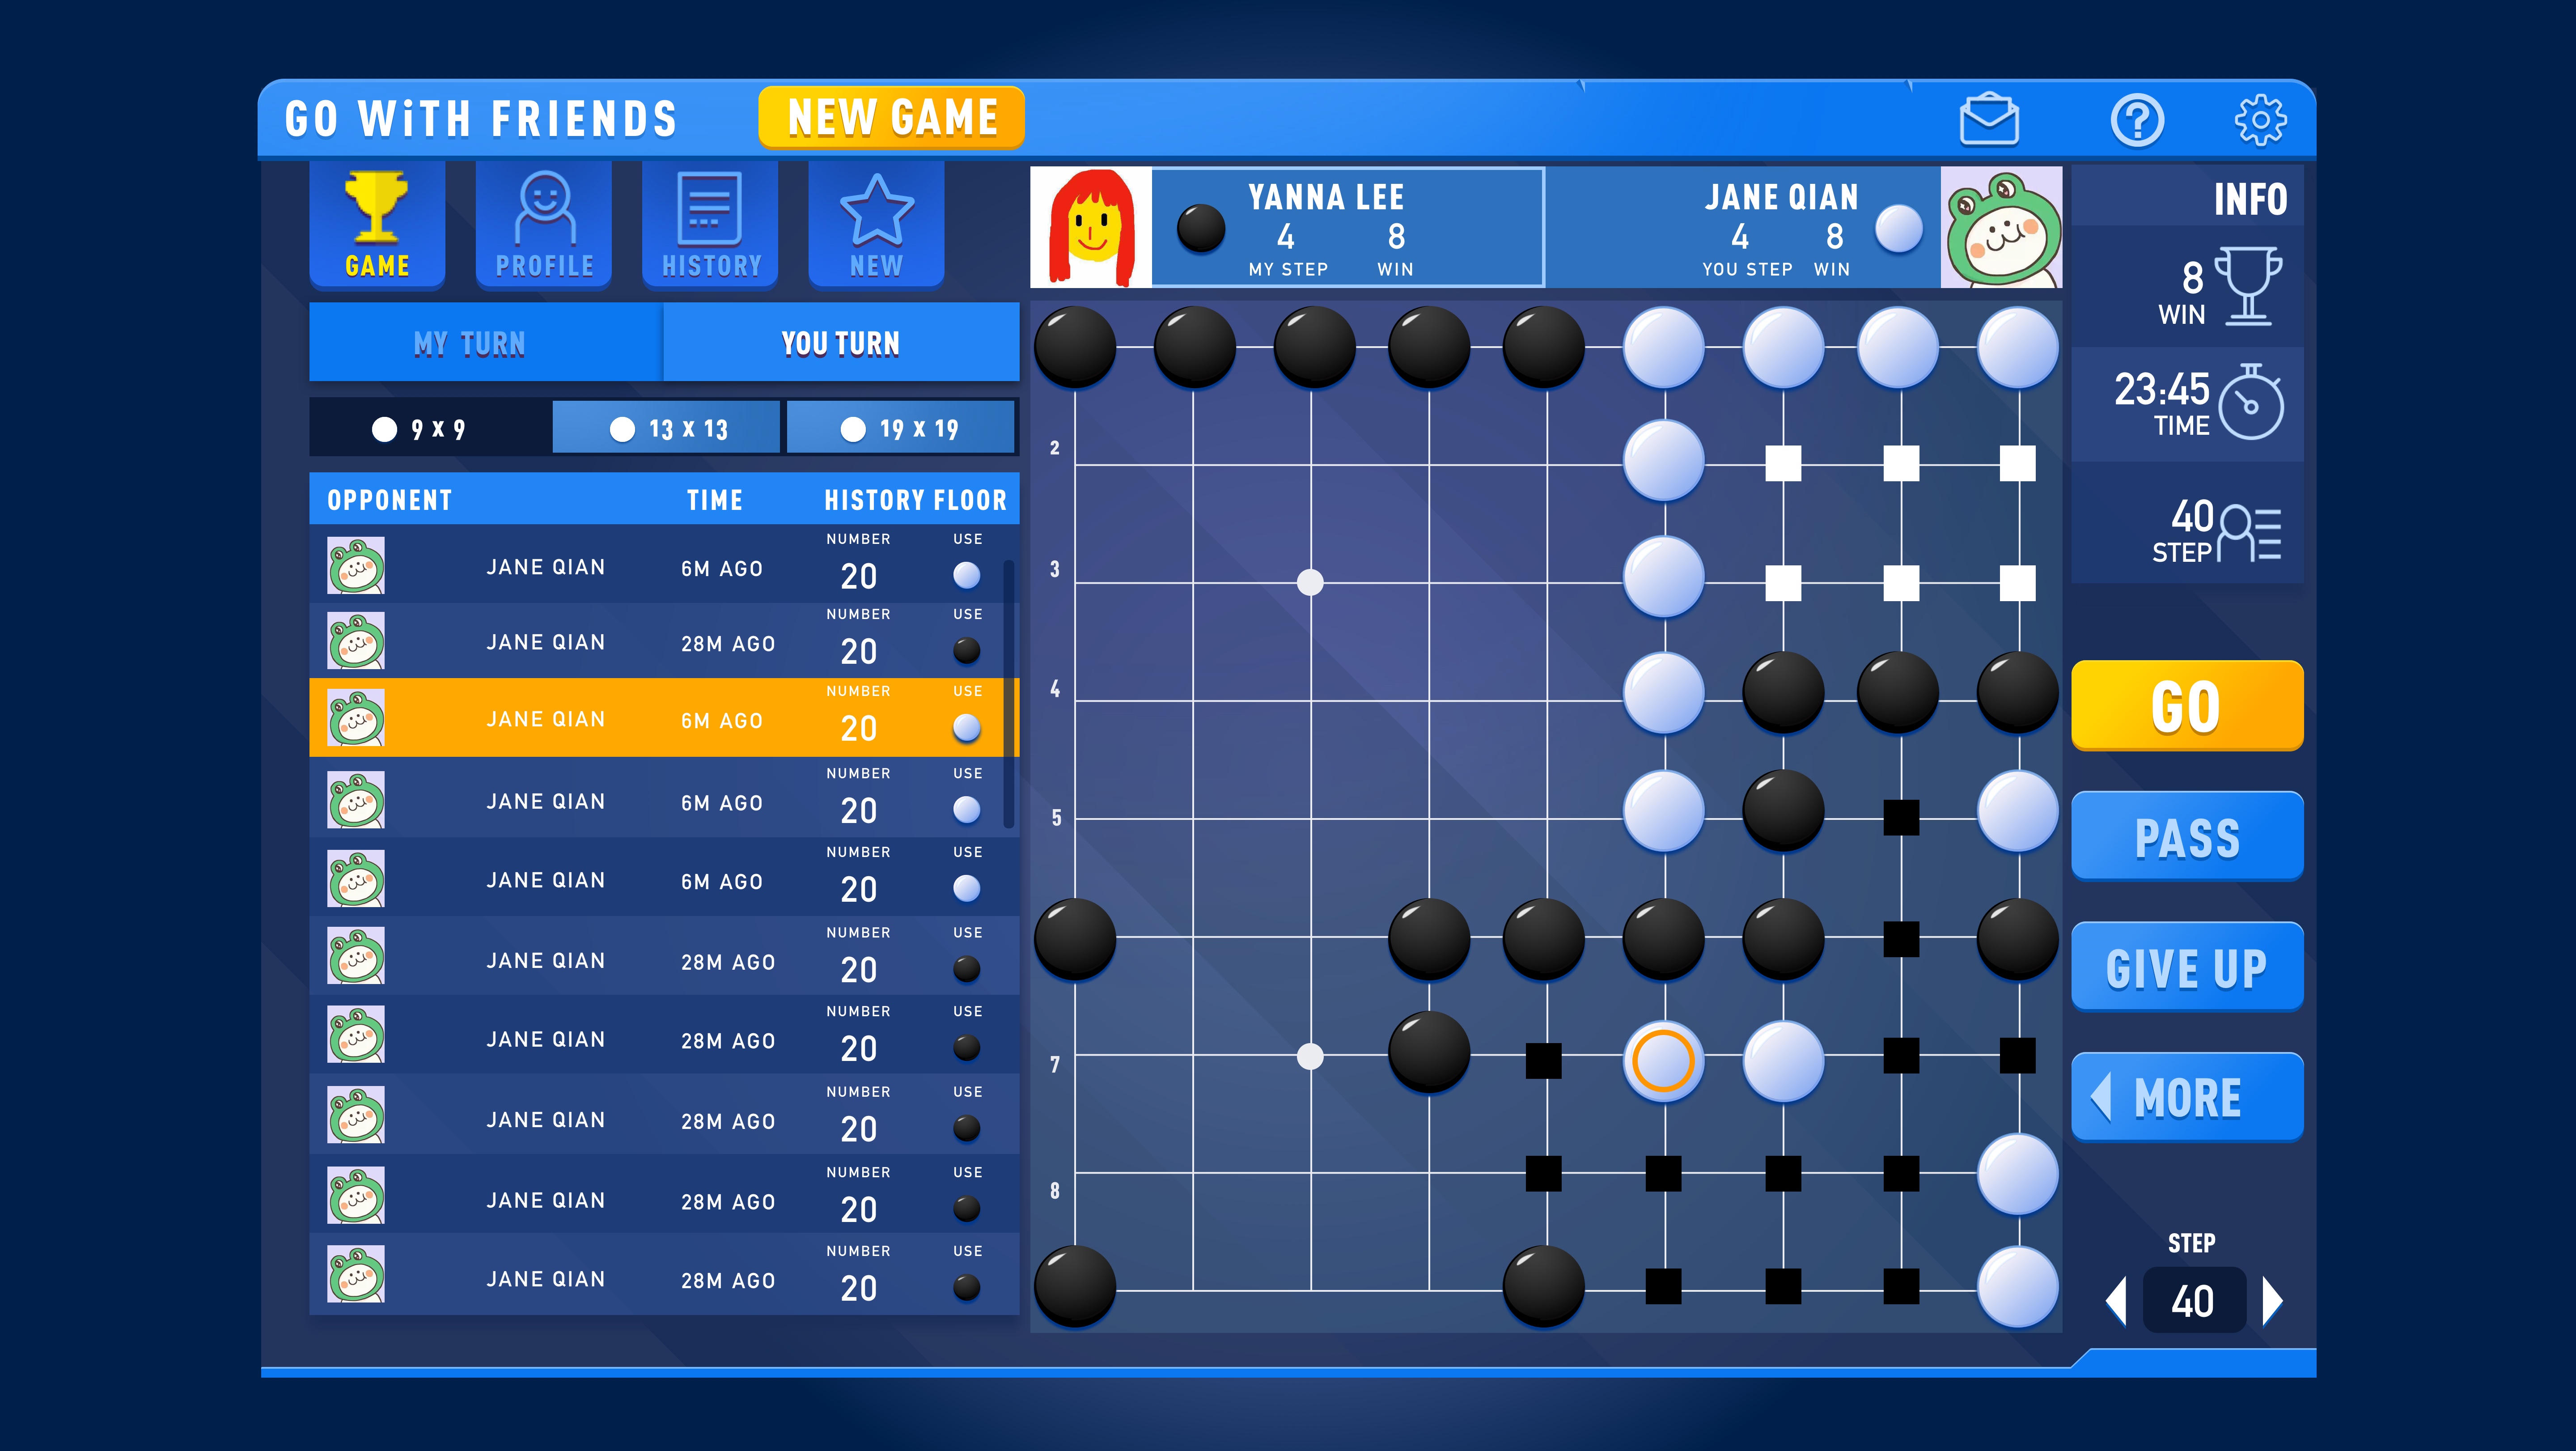 GO WiTH FRIENDS
NEW GAME
GAME
PROFILE
HISTORY
NEW
MY TURN
YOU TURN
9 X 9
13 X 13
19 X 19
OPPONENT TIME HISTORY FLOOR
NUMBER USE
JANE QIAN 6M AGO 20
NUMBER USE
JANE QIAN 28M AGO 20
NUMBER USE
JANE QIAN 6M AGO 20
NUMBER USE
JANE QIAN 6M AGO 20
NUMBER USE
JANE QIAN 6M AGO 20
NUMBER USE
JANE QIAN 28M AGO 20
NUMBER USE
JANE QIAN 28M AGO 20
NUMBER USE
JANE QIAN 28M AGO 20
NUMBER USE
JANE QIAN 28M AGO 20
NUMBER USE
JANE QIAN 28M AGO 20
YANNA LEE
4 8
MY STEP WIN
JANE QIAN
4 8
YOU STEP WIN
2
3
4
5
7
8
INFO
8
WIN
23:45
TIME
40
STEP
GO
PASS
GIVE UP
MORE
STEP
40